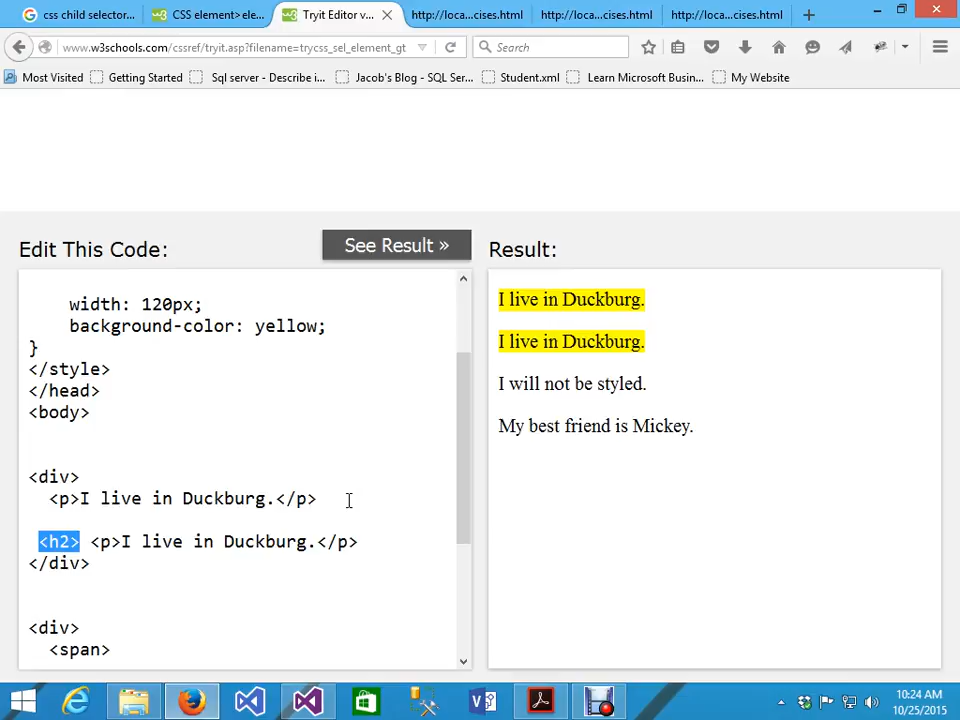 css child selector...
CSS element>ele...
Tryit Editor v...
http://loca...cises.html
http://loca...cises.html
http://loca...cises.html
www.w3schools.com/cssref/tryit.asp?filename=trycss_sel_element_gt
Search
Most Visited
Getting Started
Sql server - Describe i...
Jacob's Blog - SQL Ser...
Student.xml
Learn Microsoft Busin...
My Website
Edit This Code:
See Result »
Result:
width: 120px;
background-color: yellow;
}
</style>
</head>
<body>
<div>
<p>I live in Duckburg.</p>
<h2> <p>I live in Duckburg.</p>
</div>
<div>
<span>
I live in Duckburg.
I live in Duckburg.
I will not be styled.
My best friend is Mickey.
10:24 AM
10/25/2015